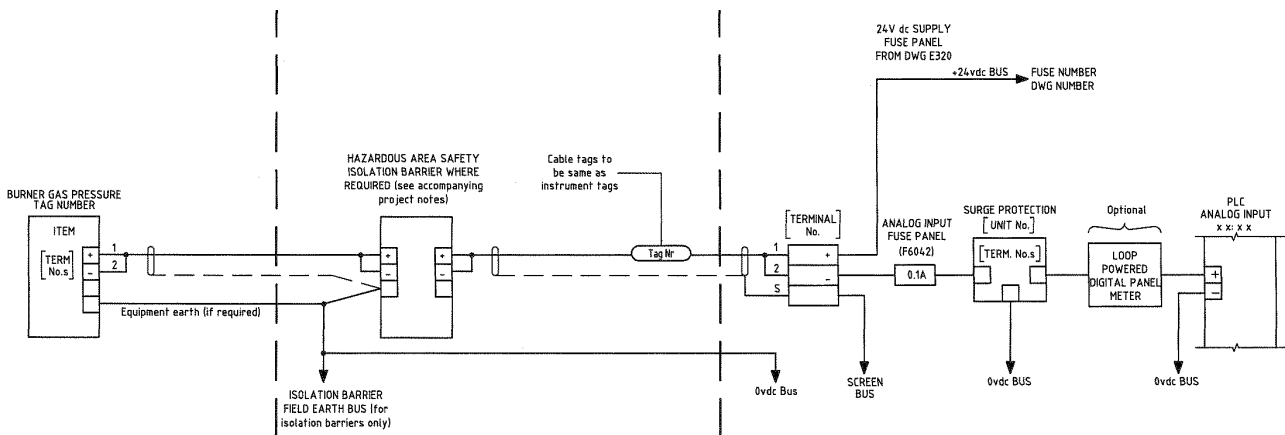 24V dc SUPPLY
FUSE PANEL
FROM DWG E320
+24vdc BUS
FUSE NUMBER
DWG NUMBER
HAZARDOUS AREA SAFETY
ISOLATION BARRIER WHERE
REQUIRED (see accompanying
project notes)
Cable tags to
be same as
instrument tags
BURNER GAS PRESSURE
TAG NUMBER
ITEM
TERM
No.s
+
-
1
2
Equipment earth (if required)
+
-
+
-
Tag Nr
TERMINAL
No.
1
2
S
+
-
ANALOG INPUT
FUSE PANEL
(F6042)
0.1A
SURGE PROTECTION
[UNIT No.]
[TERM. No.s]
Optional
LOOP
POWERED
DIGITAL PANEL
METER
PLC
ANALOG INPUT
x x: x x
+
-
ISOLATION BARRIER
FIELD EARTH BUS (for
isolation barriers only)
0vdc Bus
SCREEN
BUS
0vdc BUS
0vdc BUS